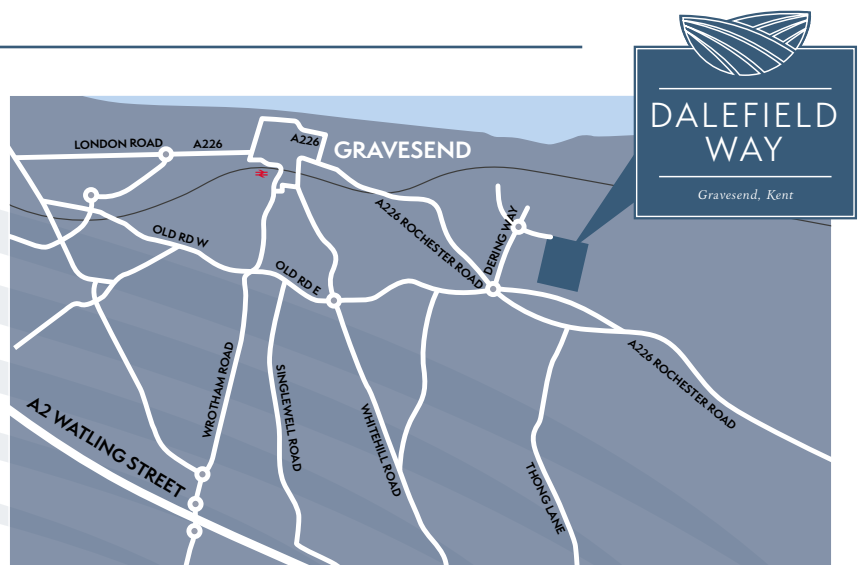 DALEFIELD
WAY
Gravesend, Kent
LONDON ROAD
A226
A226
GRAVESEND
OLD RD W
A226 ROCHESTER ROAD
DERING WAY
OLD RD E
WROTHAM ROAD
SINGLEWELL ROAD
WHITEHILL ROAD
A226 ROCHESTER ROAD
A2 WATLING STREET
THONG LANE